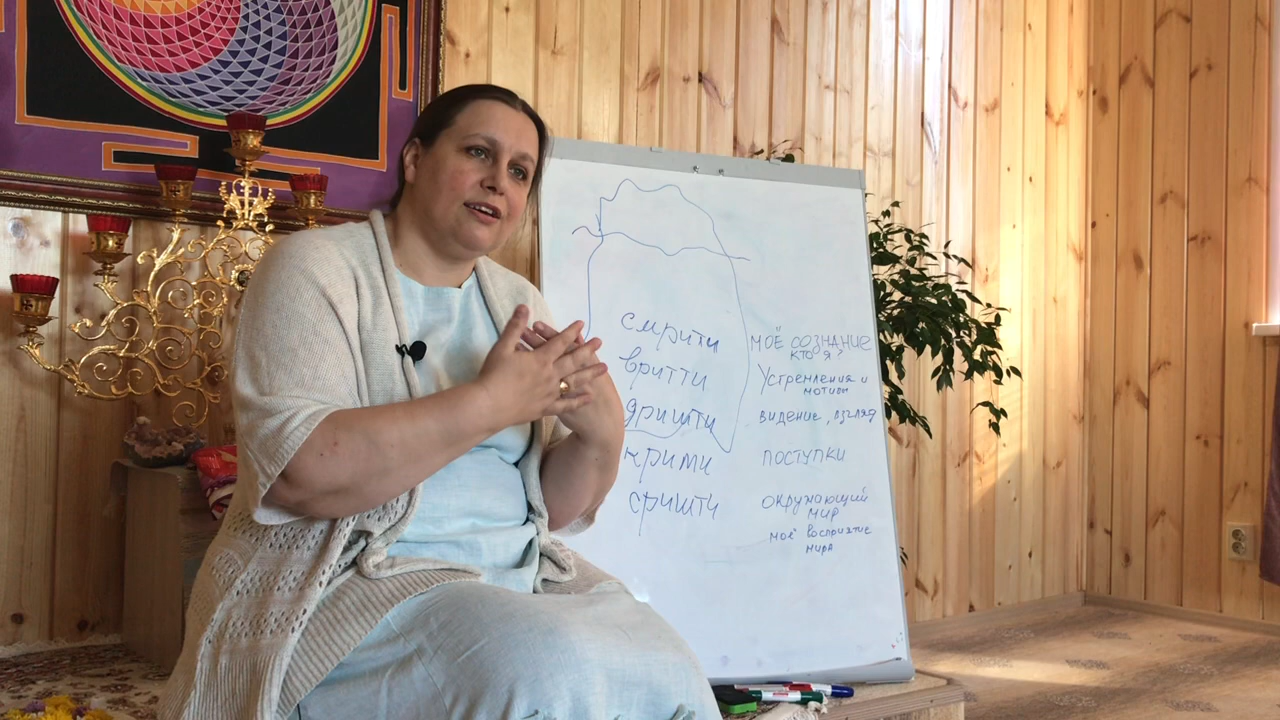 смрити моё сознание
кто я?
вритти Устремления и
мотивы
дришти видение, взгляд
крити поступки
сришти окружающий
мир
моё восприятие
мира